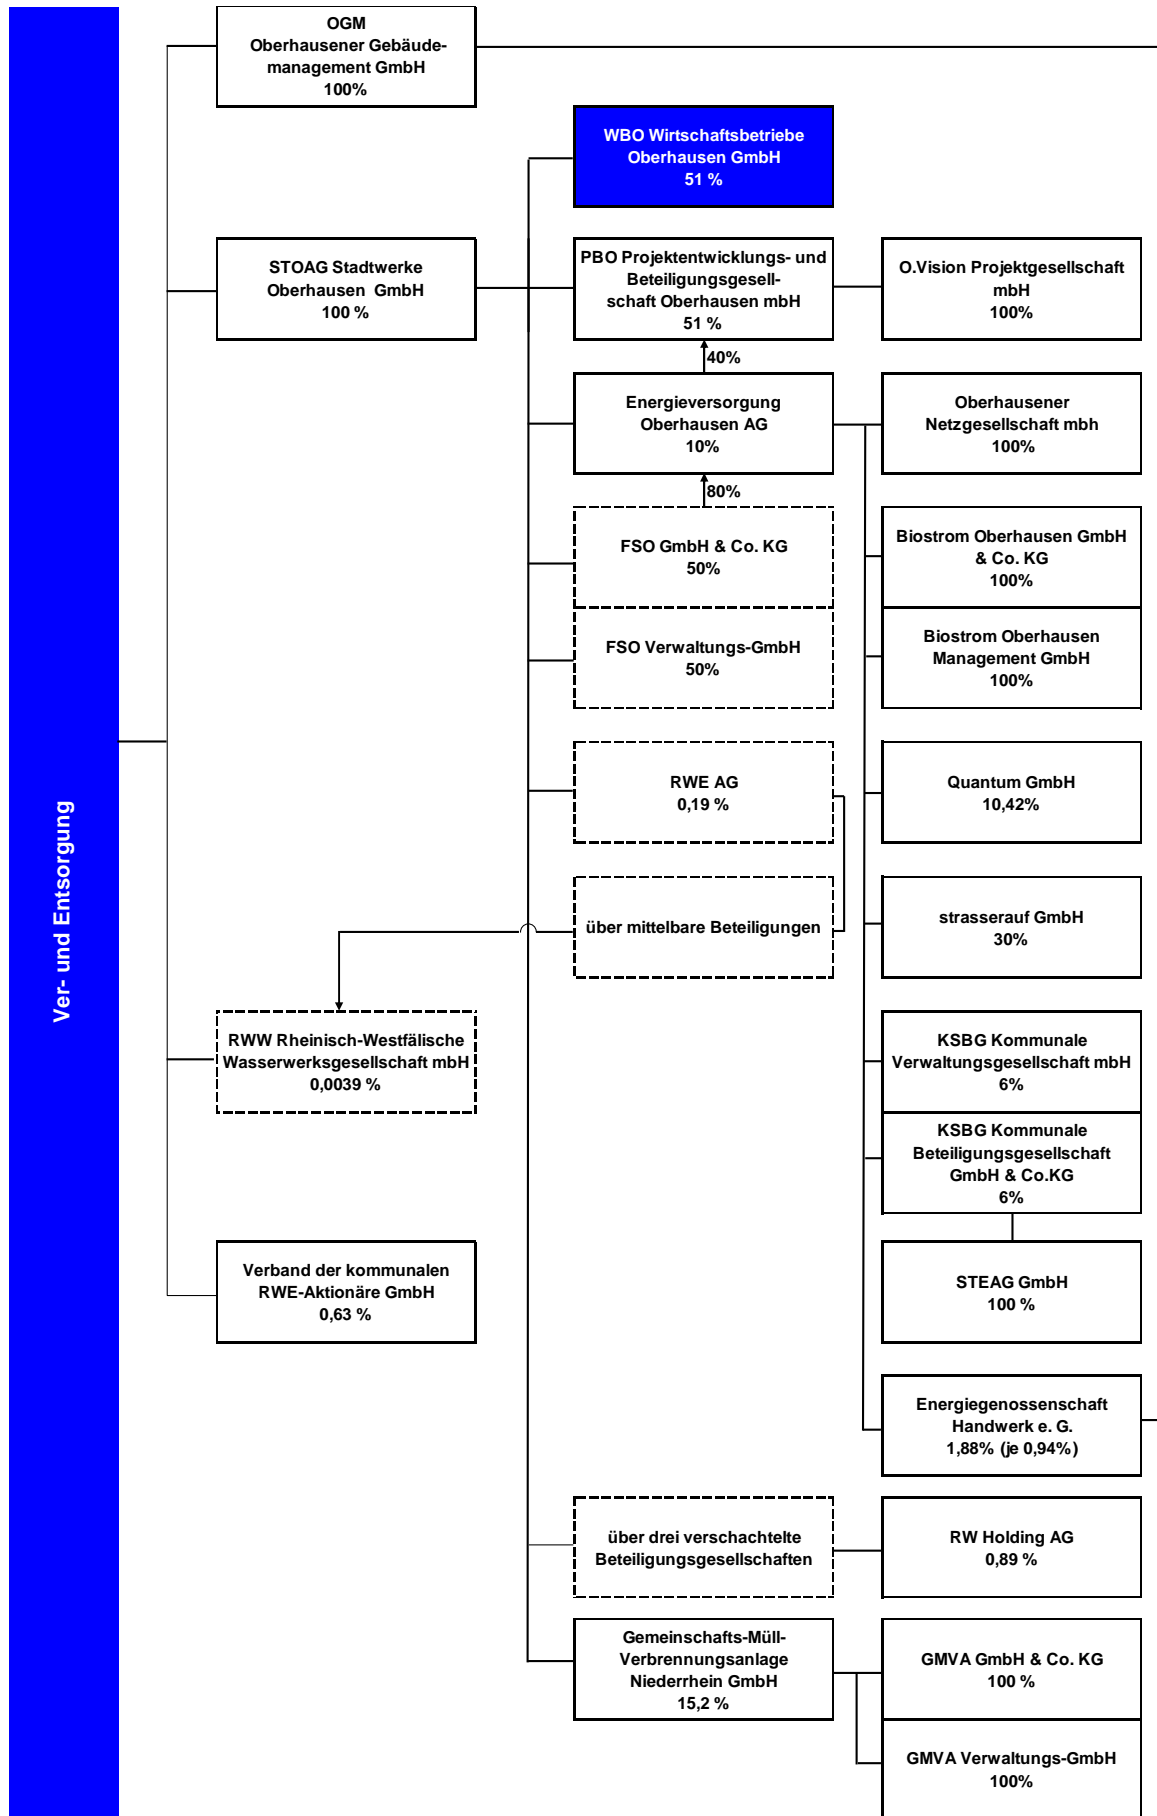 Ver- und Entsorgung
OGM
Oberhausener Gebäude-
management GmbH
100%
WBO Wirtschaftsbetriebe
Oberhausen GmbH
51 %
STOAG Stadtwerke
Oberhausen GmbH
100 %
PBO Projektentwicklungs- und
Beteiligungsgesell-
schaft Oberhausen mbH
51 %
O.Vision Projektgesellschaft
mbH
100%
40%
Energieversorgung
Oberhausen AG
10%
Oberhausener
Netzgesellschaft mbh
100%
80%
FSO GmbH & Co. KG
50%
Biostrom Oberhausen GmbH
& Co. KG
100%
FSO Verwaltungs-GmbH
50%
Biostrom Oberhausen
Management GmbH
100%
RWE AG
0,19 %
Quantum GmbH
10,42%
über mittelbare Beteiligungen
strasserauf GmbH
30%
RWW Rheinisch-Westfälische
Wasserwerksgesellschaft mbH
0,0039 %
KSBG Kommunale
Verwaltungsgesellschaft mbH
6%
KSBG Kommunale
Beteiligungsgesellschaft
GmbH & Co.KG
6%
Verband der kommunalen
RWE-Aktionäre GmbH
0,63 %
STEAG GmbH
100 %
Energiegenossenschaft
Handwerk e. G.
1,88% (je 0,94%)
über drei verschachtelte
Beteiligungsgesellschaften
RW Holding AG
0,89 %
Gemeinschafts-Müll-
Verbrennungsanlage
Niederrhein GmbH
15,2 %
GMVA GmbH & Co. KG
100 %
GMVA Verwaltungs-GmbH
100%